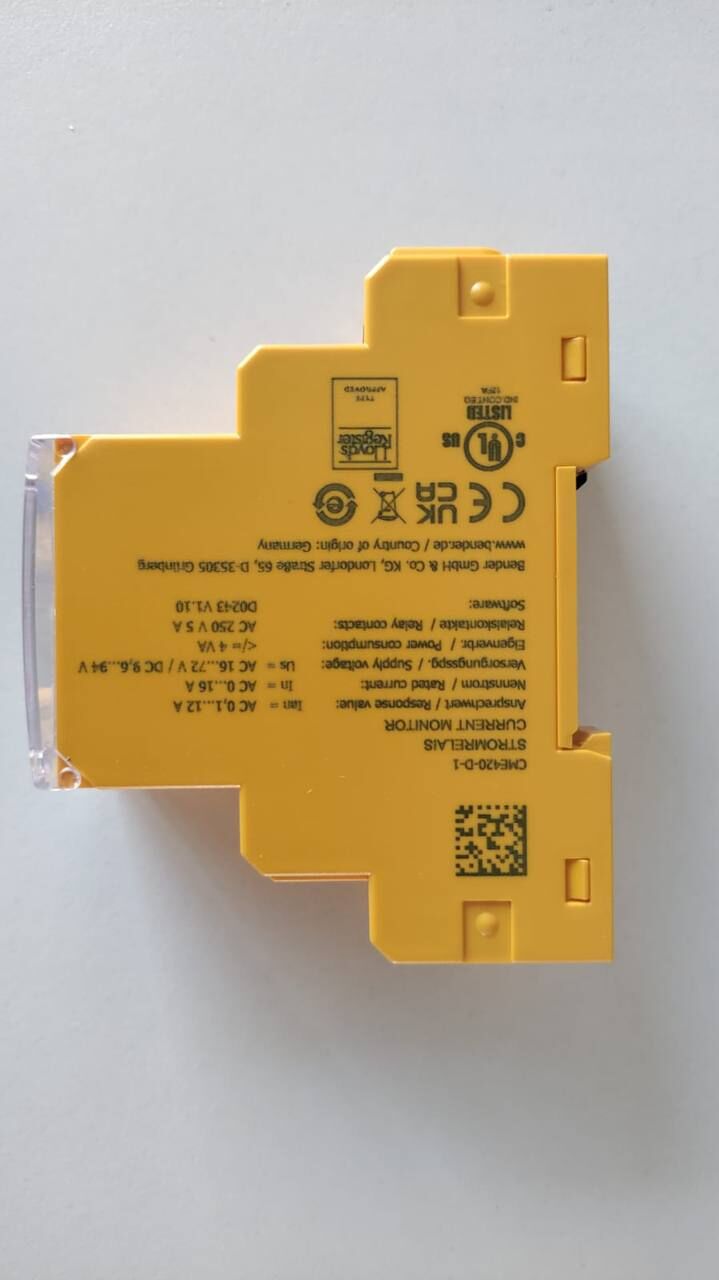 CME420-D-1
STROMRELAIS
CURRENT MONITOR
Ansprechwert / Response value: Ian = AC 0,1...12 A
Nennstrom / Rated current: In = AC 0...16 A
Versorgungsspg. / Supply voltage: Us = AC 16...72 V / DC 9,6...94 V
Eigenverbr. / Power consumption: </= 4 VA
Relaiskontakte / Relay contacts: AC 250 V 5 A
Software: D0243 V1.10
Bender GmbH & Co. KG, Londorfer Straße 65, D-35305 Grünberg
www.bender.de / Country of origin: Germany
CE UK CA e
C UL US
LISTED
IND.CONT.EQ
12FA
Lloyd's
Register
TYPE
APPROVED